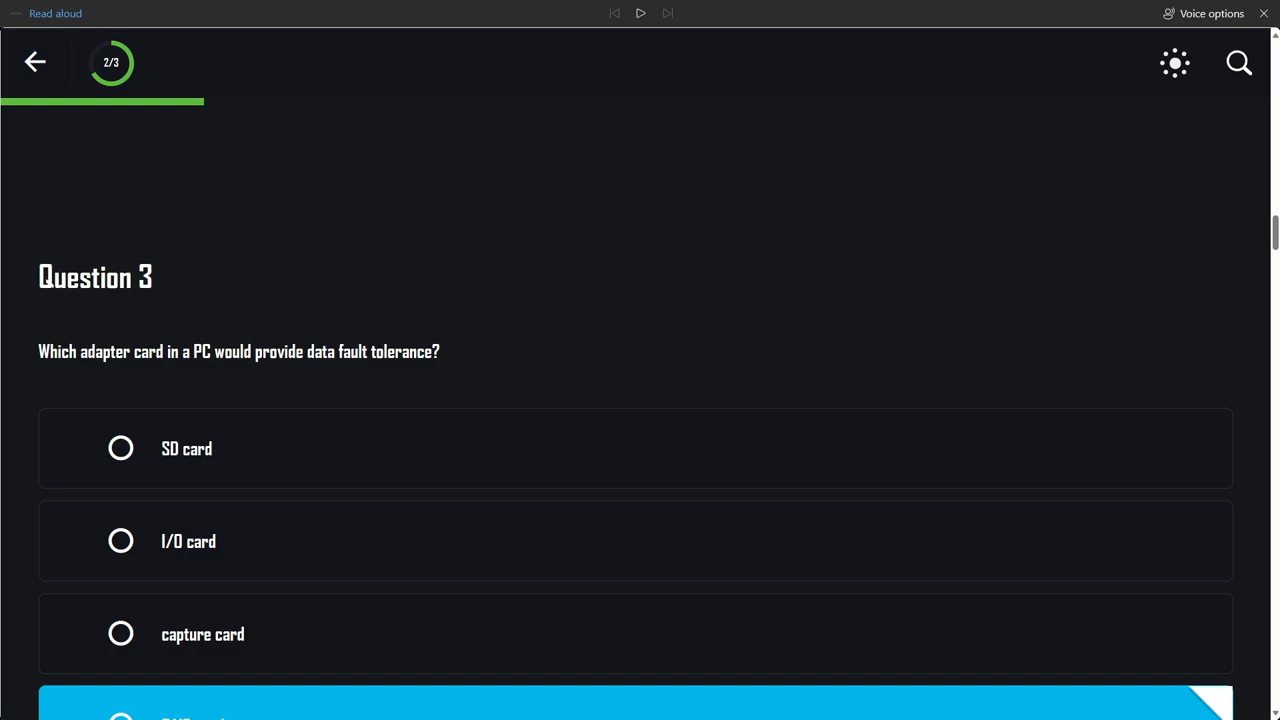 Read aloud
Voice options
2/3
Question 3
Which adapter card in a PC would provide data fault tolerance?
SD card
I/O card
capture card